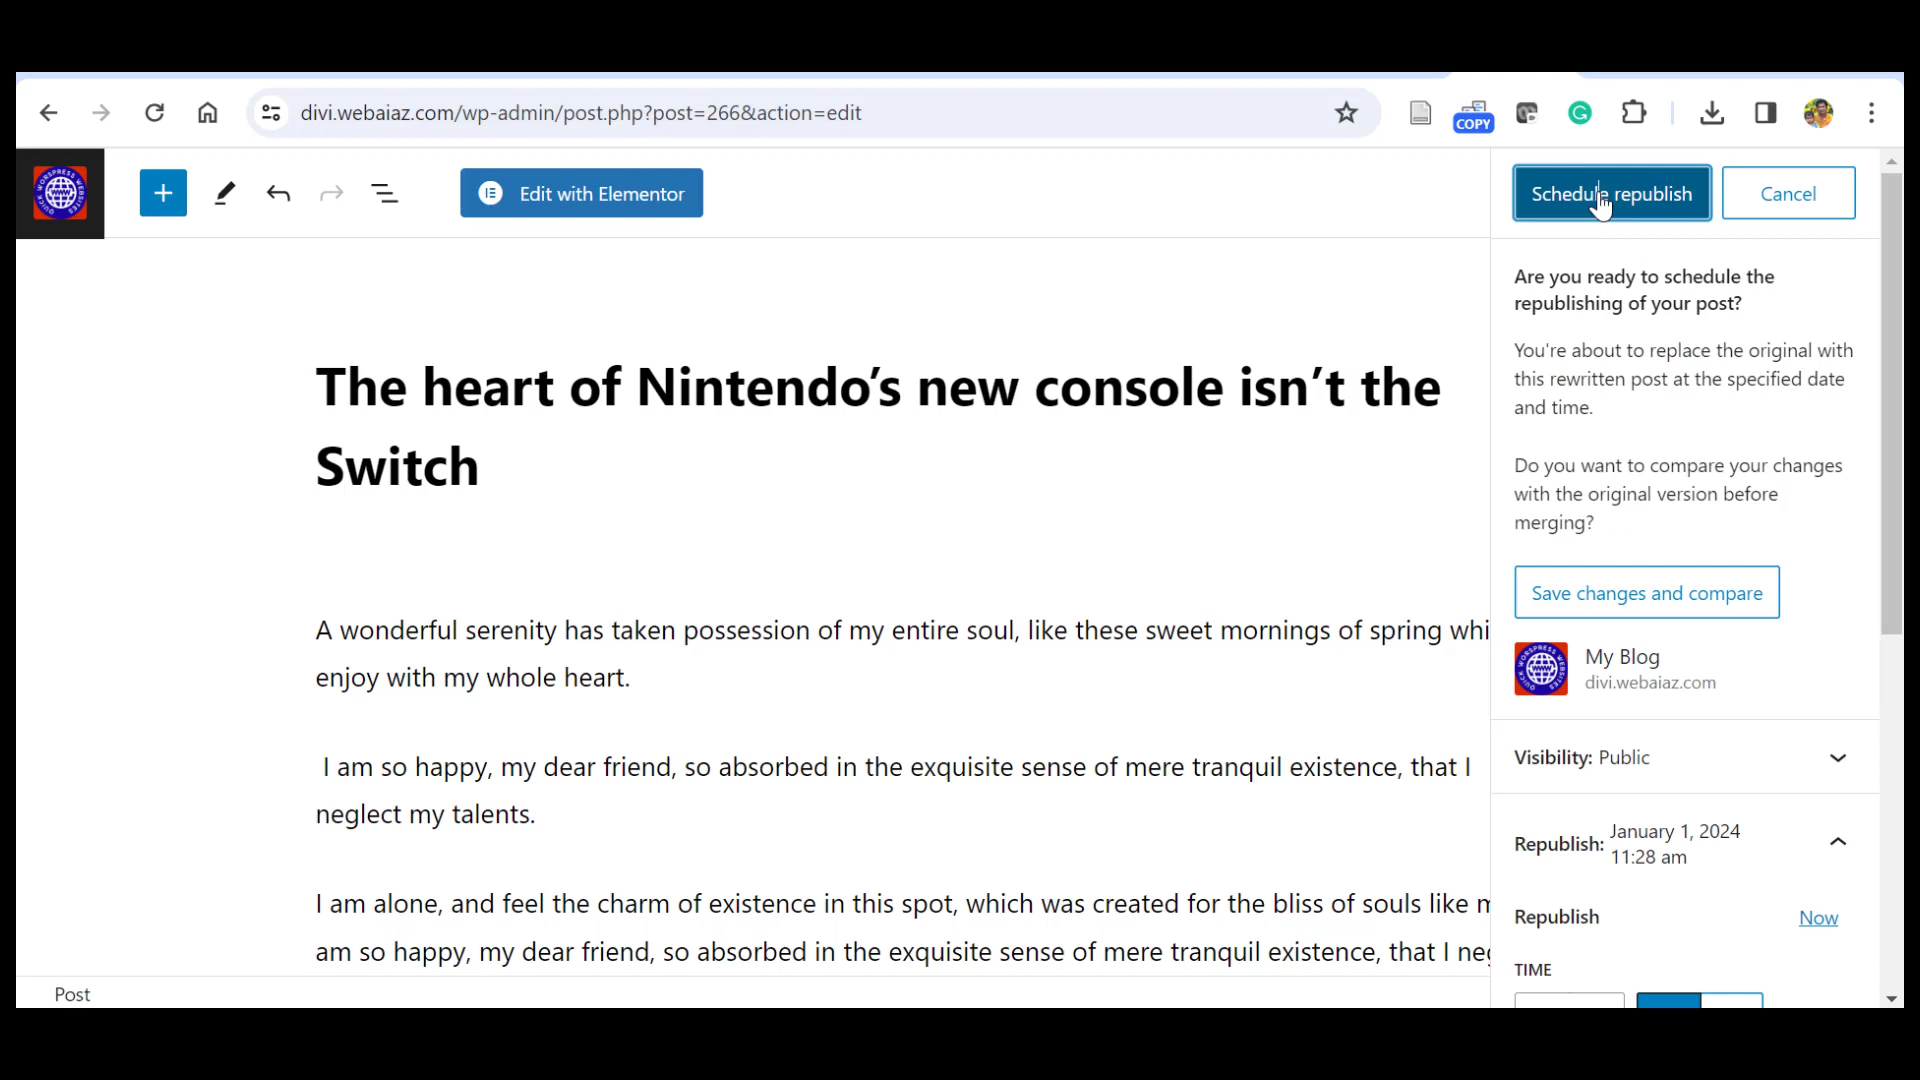 divi.webaiaz.com/wp-admin/post.php?post=266&action=edit
COPY
Edit with Elementor
Schedule republish
Cancel
The heart of Nintendo’s new console isn’t the
Switch
A wonderful serenity has taken possession of my entire soul, like these sweet mornings of spring whi
enjoy with my whole heart.
I am so happy, my dear friend, so absorbed in the exquisite sense of mere tranquil existence, that I
neglect my talents.
I am alone, and feel the charm of existence in this spot, which was created for the bliss of souls like m
am so happy, my dear friend, so absorbed in the exquisite sense of mere tranquil existence, that I neg
Post
Are you ready to schedule the
republishing of your post?
You're about to replace the original with
this rewritten post at the specified date
and time.
Do you want to compare your changes
with the original version before
merging?
Save changes and compare
My Blog
divi.webaiaz.com
Visibility: Public
Republish: January 1, 2024
11:28 am
Republish
Now
TIME